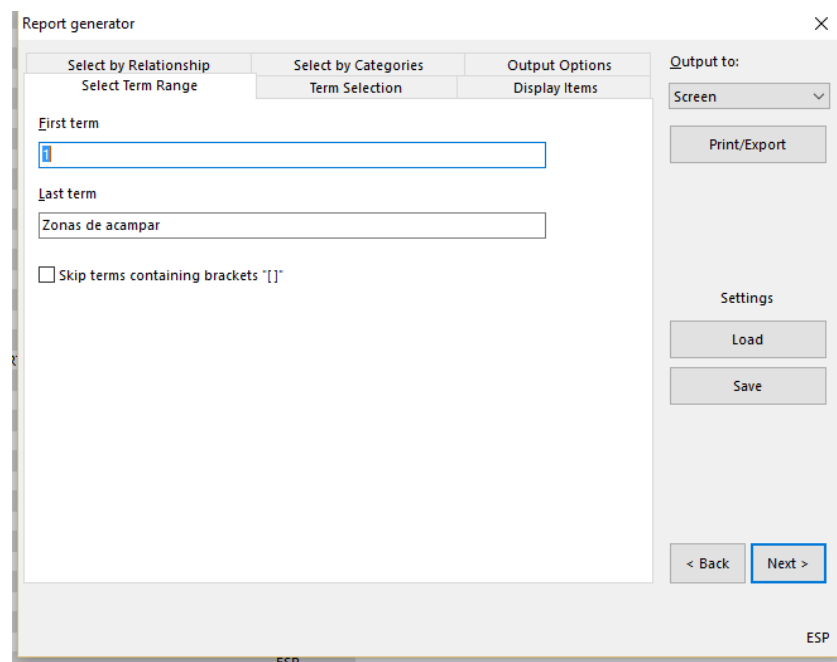 Report generator
Select by Relationship
Select by Categories
Output Options
Select Term Range
Term Selection
Display Items
First term
1
Last term
Zonas de acampar
Skip terms containing brackets "[]"
Output to:
Screen
Print/Export
Settings
Load
Save
< Back
Next >
ESP